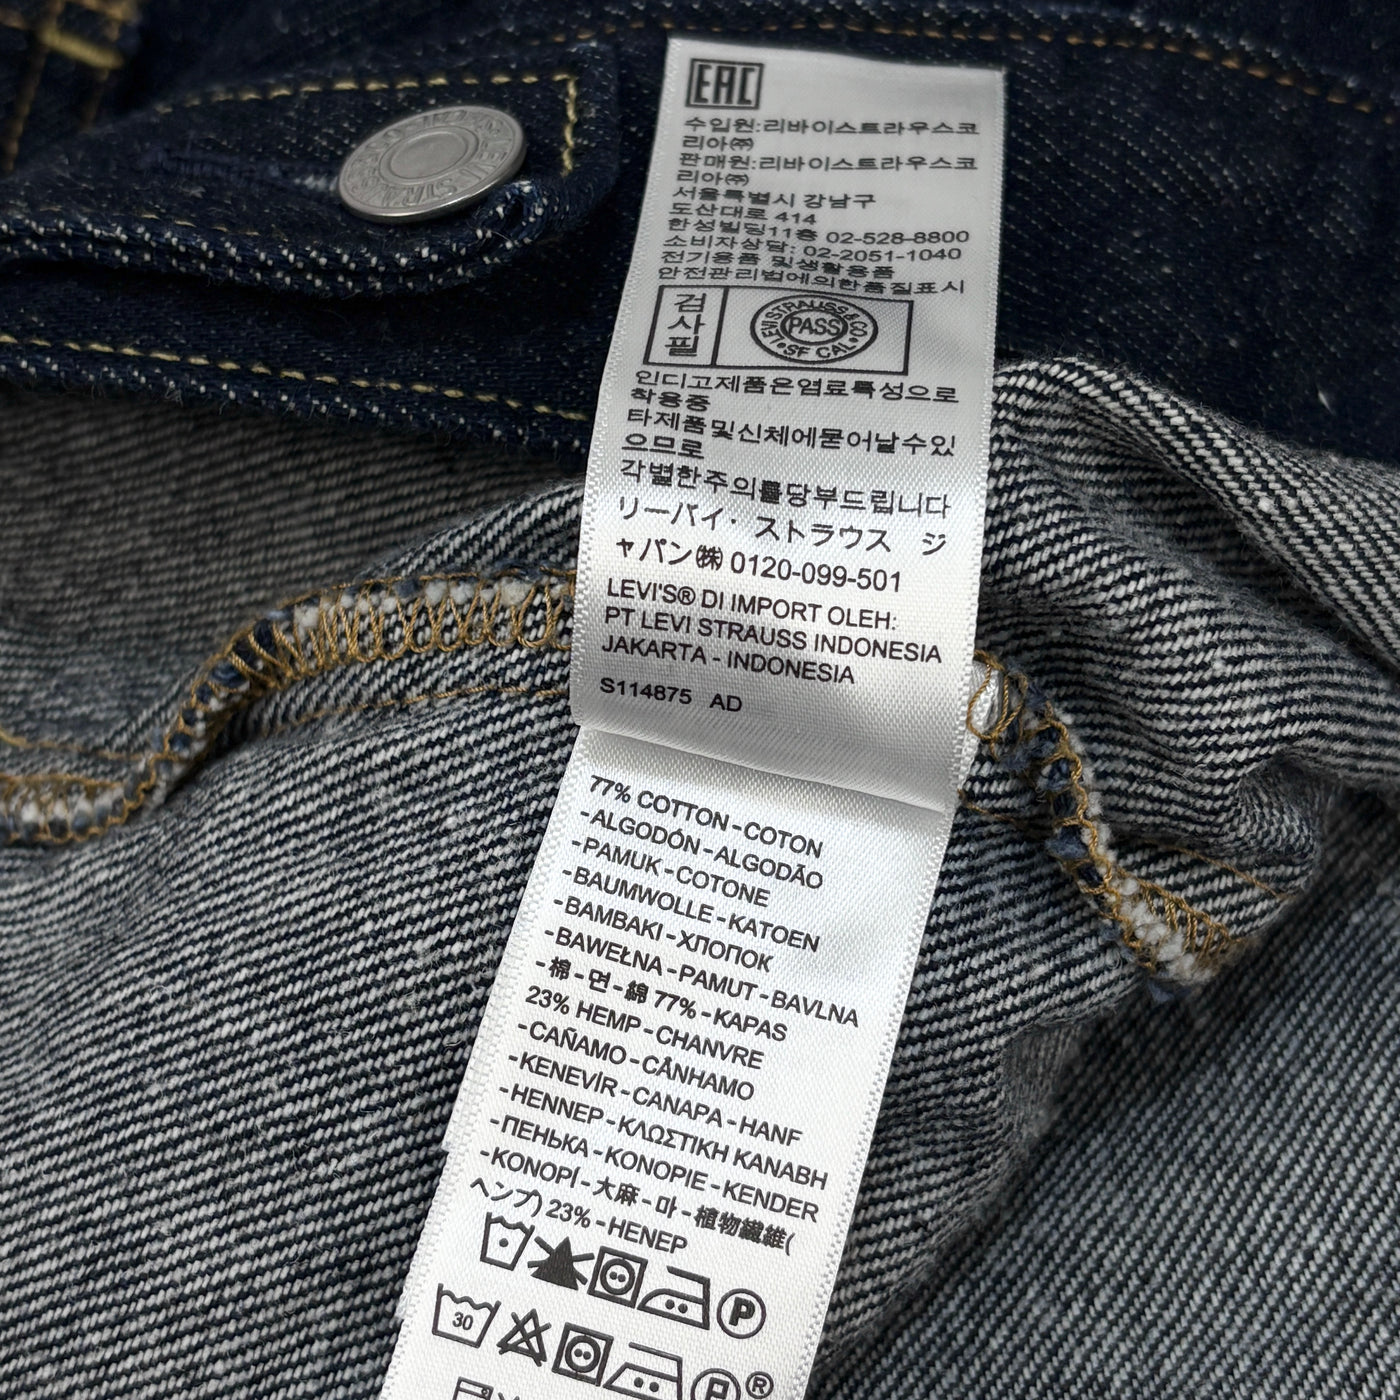 LEVI STRAUSS
EAC
수입원:리바이스트라우스코
리아㈜
판매원:리바이스트라우스코
리아㈜
서울특별시 강남구
도산대로 414
한성빌딩11층 02-528-8800
소비자상담: 02-2051-1040
전기용품 및생활용품
안전관리법에의한품질표시
검사필
LEVI STRAUSS & CO
PASS
SF CAL
인디고제품은염료특성으로
착용중
타제품및신체에묻어날수있
으므로
각별한주의를당부드립니다
リーバイ・ストラウス ジ
ャパン㈱ 0120-099-501
LEVI'S® DI IMPORT OLEH:
PT LEVI STRAUSS INDONESIA
JAKARTA - INDONESIA
S114875 AD
77% COTTON-COTON
-ALGODÓN-ALGODÃO
-PAMUK-COTONE
-BAUMWOLLE-KATOEN
-BAMBAKI-ХЛОПОК
-BAWEŁNA-PAMUT-BAVLNA
-棉-면-綿 77%-KAPAS
23% HEMP-CHANVRE
-CAÑAMO-CÂNHAMO
-KENEVİR-CANAPA-HANF
-HENNEP-ΚΛΩΣΤΙΚΗ ΚΑΝΑΒΗ
-ПЕНЬКА-KONOPIE-KENDER
-KONOPÍ-大麻-마-植物繊維(
ヘンプ) 23%-HENEP
P
30
P®